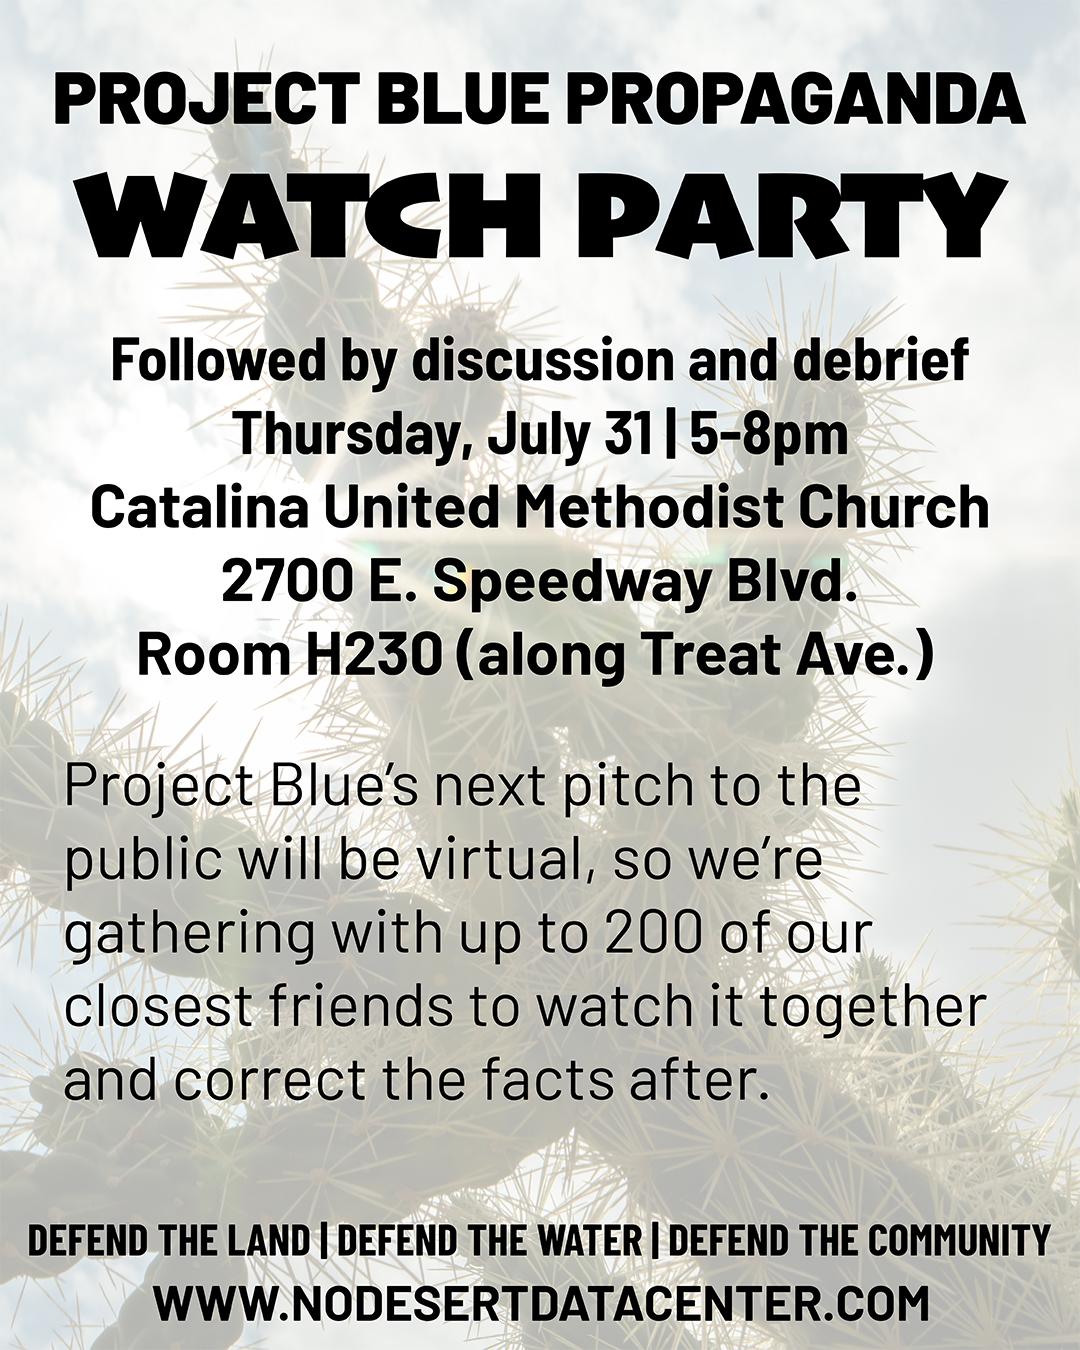 PROJECT BLUE PROPAGANDA
WATCH PARTY
Followed by discussion and debrief
Thursday, July 31 | 5-8pm
Catalina United Methodist Church
2700 E. Speedway Blvd.
Room H230 (along Treat Ave.)
Project Blue's next pitch to the
public will be virtual, so we're
gathering with up to 200 of our
closest friends to watch it together
and correct the facts after.
DEFEND THE LAND | DEFEND THE WATER | DEFEND THE COMMUNITY
WWW.NODESERTDATACENTER.COM